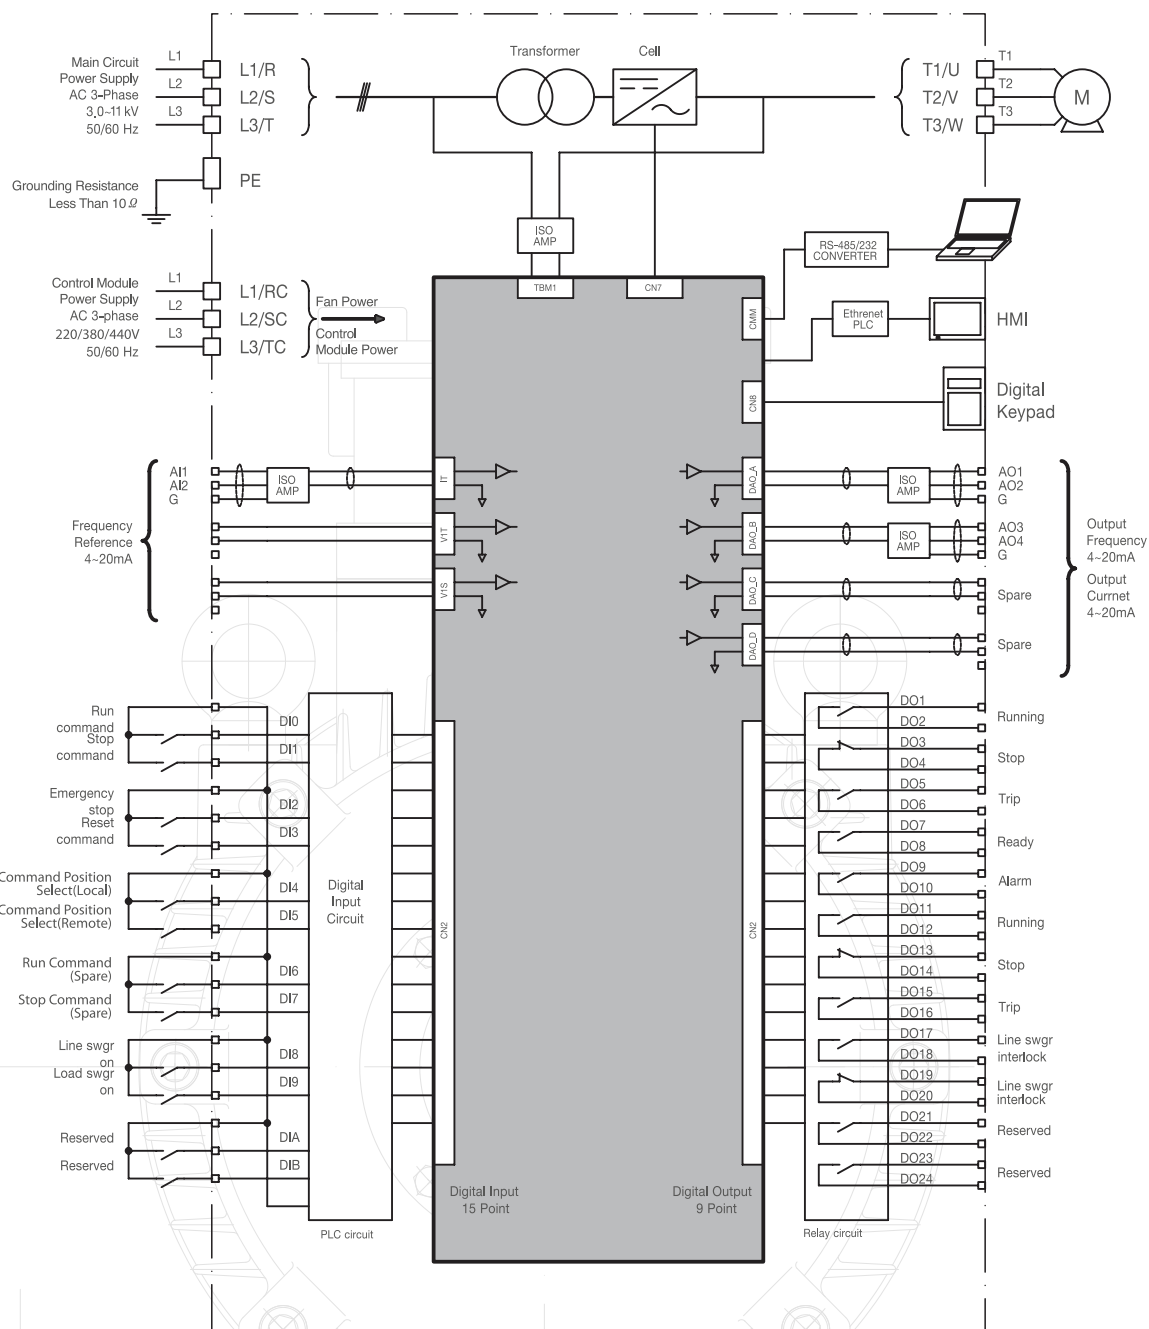 Transformer
Cell
Main Circuit
Power Supply
AC 3-Phase
3.0~11 kV
50/60 Hz
L1
L2
L3
L1/R
L2/S
L3/T
T1/U
T2/V
T3/W
T1
T2
T3
M
PE
Grounding Resistance
Less Than 10Ω
ISO
AMP
RS-485/232
CONVERTER
Control Module
Power Supply
AC 3-phase
220/380/440V
50/60 Hz
L1
L2
L3
L1/RC
L2/SC
L3/TC
Fan Power
Control
Module Power
TBM1
CN7
CMM
Ethrenet
PLC
HMI
CN8
Digital
Keypad
AI1
AI2
G
ISO
AMP
Frequency
Reference
4~20mA
IT
V1T
V1S
DAO_A
DAO_B
DAO_C
DAO_D
ISO
AMP
ISO
AMP
AO1
AO2
G
AO3
AO4
G
Spare
Spare
Output
Frequency
4~20mA
Output
Currnet
4~20mA
Run
command
Stop
command
Emergency
stop
Reset
command
Command Position
Select(Local)
Command Position
Select(Remote)
Run Command
(Spare)
Stop Command
(Spare)
Line swgr
on
Load swgr
on
Reserved
Reserved
DI0
DI1
DI2
DI3
DI4
DI5
DI6
DI7
DI8
DI9
DIA
DIB
Digital
Input
Circuit
PLC circuit
CN2
CN2
Digital Input
15 Point
Digital Output
9 Point
DO1
DO2
DO3
DO4
DO5
DO6
DO7
DO8
DO9
DO10
DO11
DO12
DO13
DO14
DO15
DO16
DO17
DO18
DO19
DO20
DO21
DO22
DO23
DO24
Relay circuit
Running
Stop
Trip
Ready
Alarm
Running
Stop
Trip
Line swgr
interlock
Line swgr
interlock
Reserved
Reserved